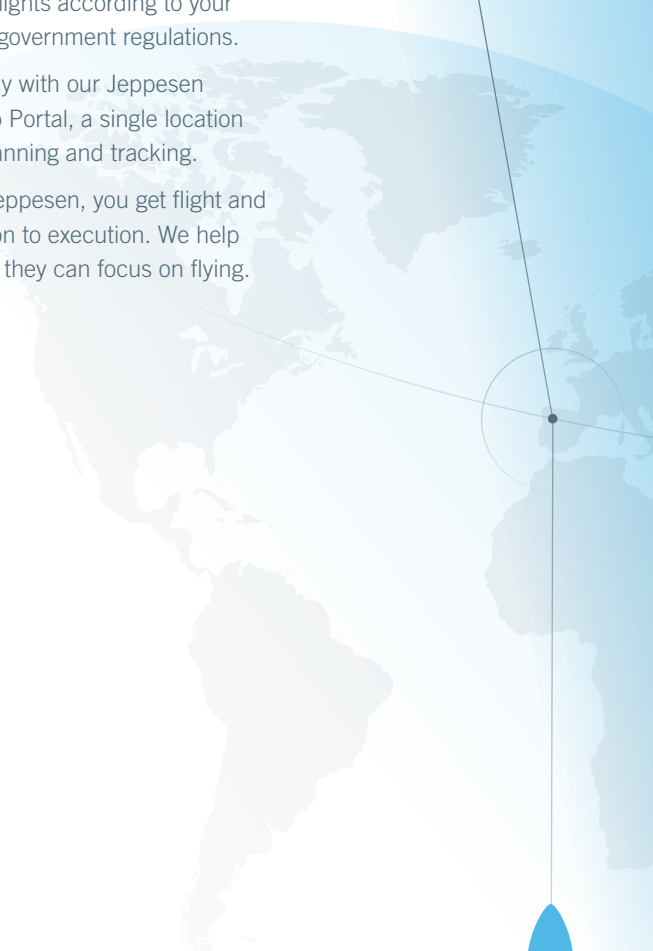 lights according to your
government regulations.
y with our Jeppesen
Portal, a single location
nning and tracking.
eppesen, you get flight and
on to execution. We help
they can focus on flying.